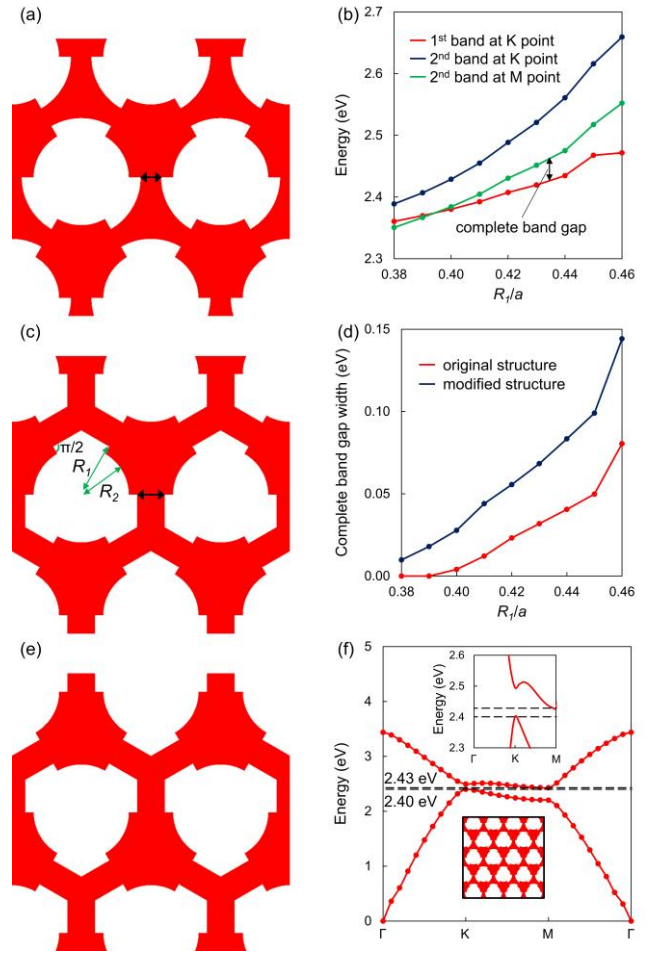 (a)
(b)
2.7
2.6
2.5
2.4
2.3
Energy (eV)
1st band at K point
2nd band at K point
2nd band at M point
complete band gap
0.38 0.40 0.42 0.44 0.46
R1/a
(c)
π/2
R1
R2
(d)
0.15
0.10
0.05
0.00
Complete band gap width (eV)
original structure
modified structure
0.38 0.40 0.42 0.44 0.46
R1/a
(e)
(f)
5
4
3
2
1
0
Energy (eV)
2.6
2.5
2.4
2.3
Energy (eV)
Γ K M
2.43 eV
2.40 eV
Γ K M Γ